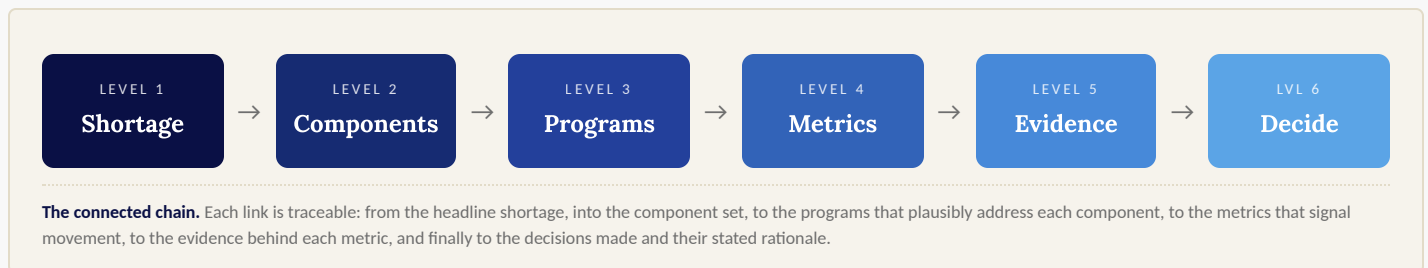 LEVEL 1
Shortage
→
LEVEL 2
Components
→
LEVEL 3
Programs
→
LEVEL 4
Metrics
→
LEVEL 5
Evidence
→
LVL 6
Decide
The connected chain. Each link is traceable: from the headline shortage, into the component set, to the programs that plausibly address each component, to the metrics that signal
movement, to the evidence behind each metric, and finally to the decisions made and their stated rationale.